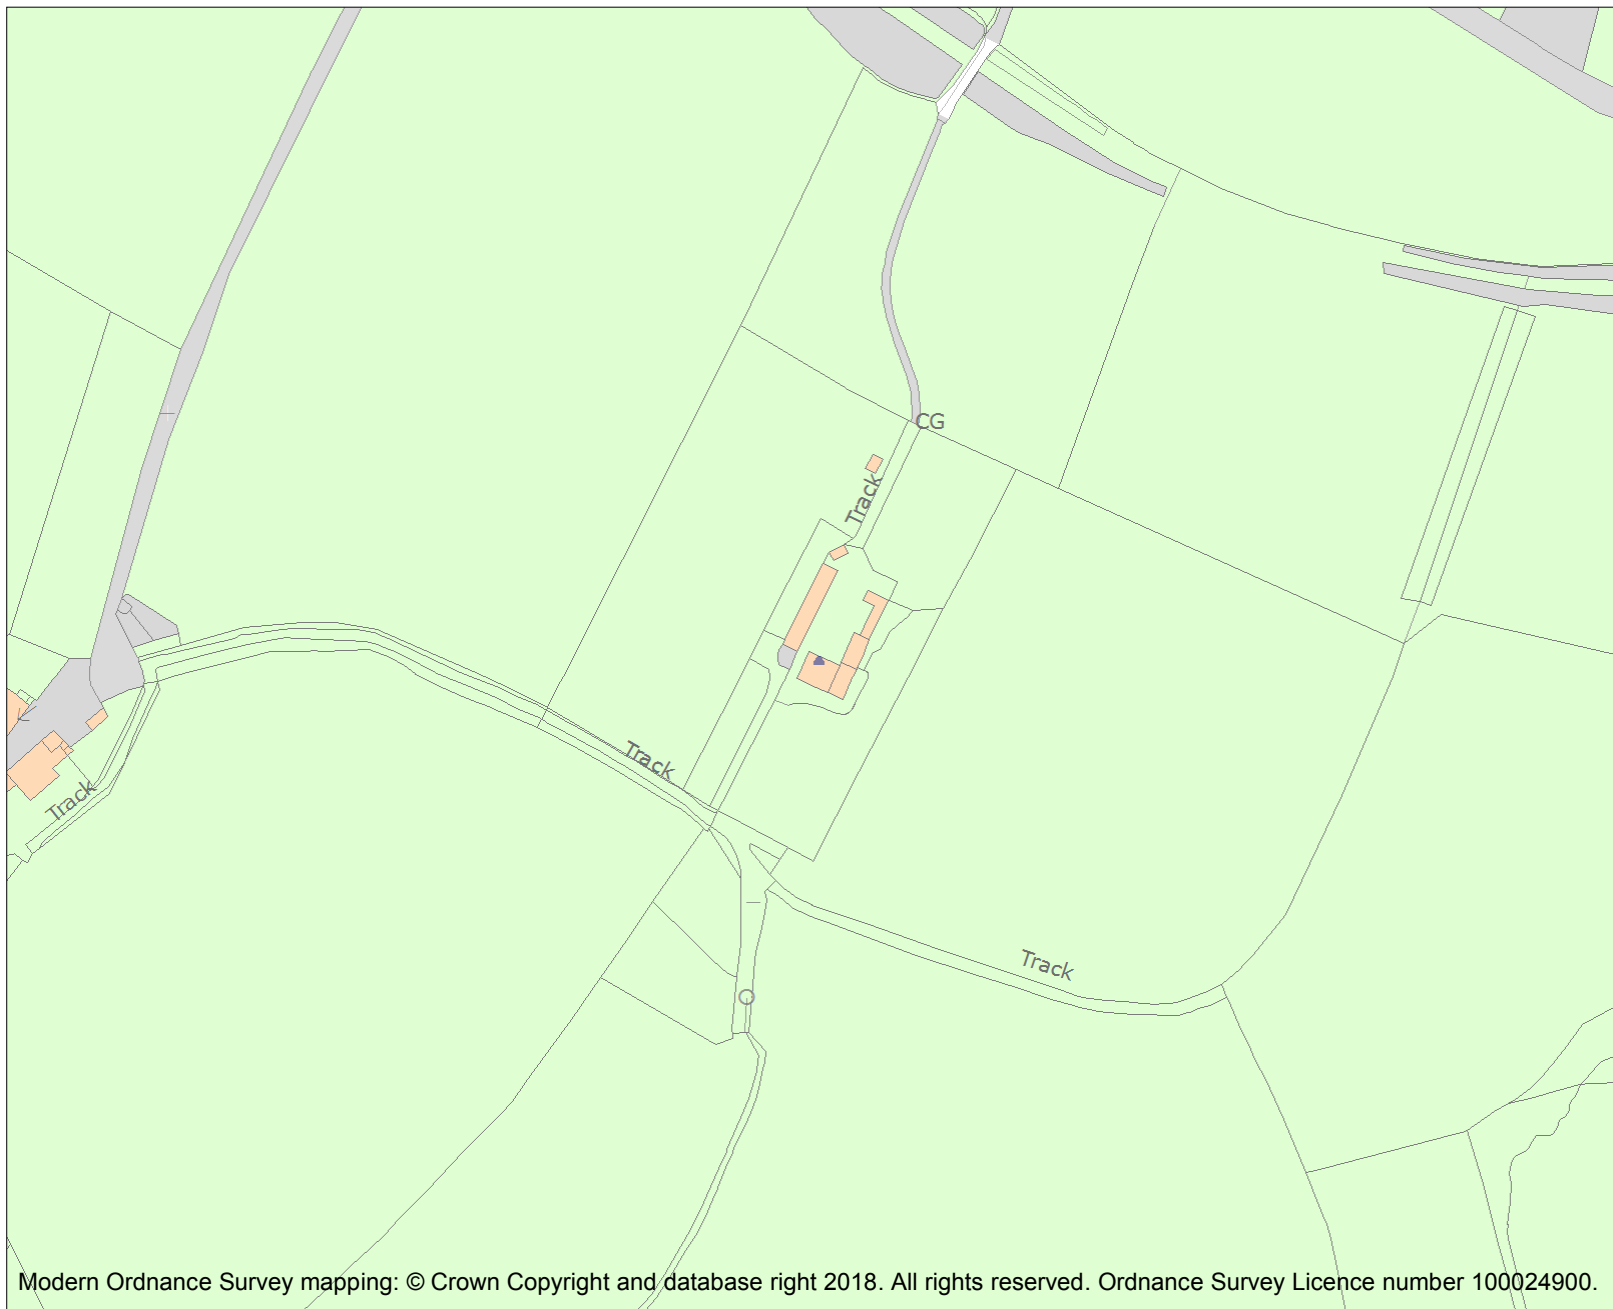 CG
Track
Track
Track
Track
Modern Ordnance Survey mapping: © Crown Copyright and database right 2018. All rights reserved. Ordnance Survey Licence number 100024900.